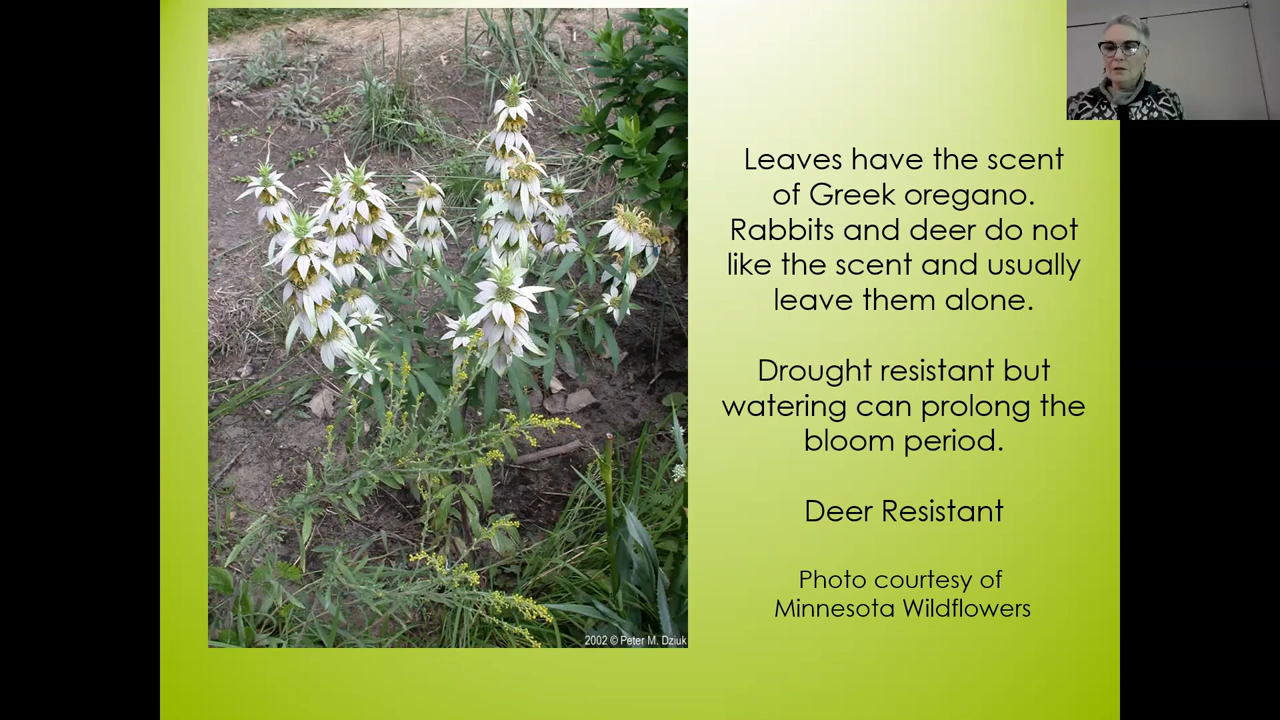 Leaves have the scent
of Greek oregano.
Rabbits and deer do not
like the scent and usually
leave them alone.
Drought resistant but
watering can prolong the
bloom period.
Deer Resistant
Photo courtesy of
Minnesota Wildflowers
2002 © Peter M. Dziuk